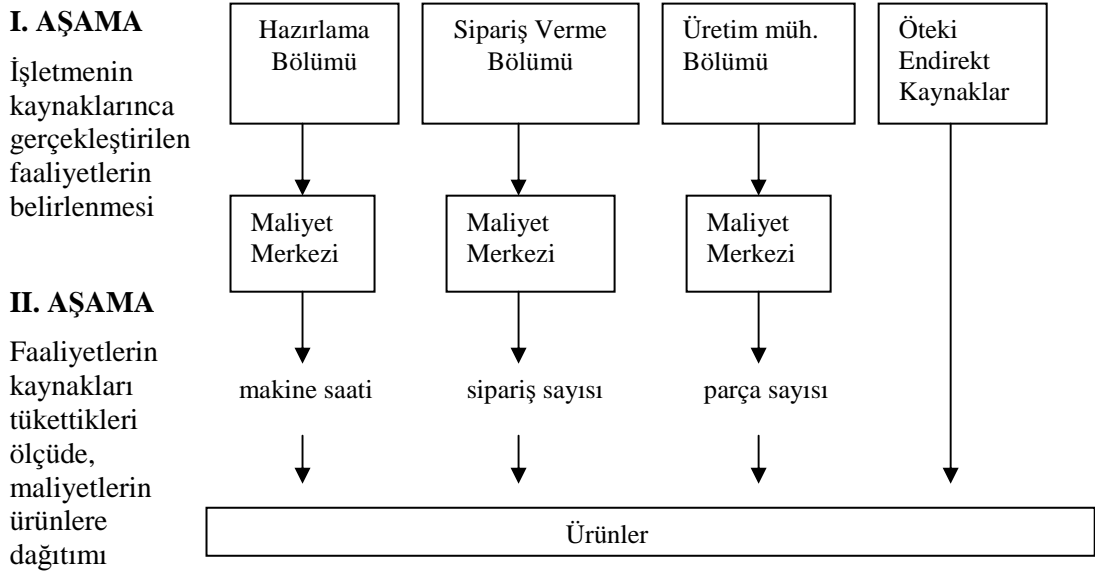 I. AŞAMA
İşletmenin
kaynaklarınca
gerçekleştirilen
faaliyetlerin
belirlenmesi
Hazırlama
Bölümü
Sipariş Verme
Bölümü
Üretim müh.
Bölümü
Öteki
Endirekt
Kaynaklar
Maliyet
Merkezi
Maliyet
Merkezi
Maliyet
Merkezi
II. AŞAMA
Faaliyetlerin
kaynakları
tükettikleri
ölçüde,
maliyetlerin
ürünlere
dağıtımı
makine saati
sipariş sayısı
parça sayısı
Ürünler